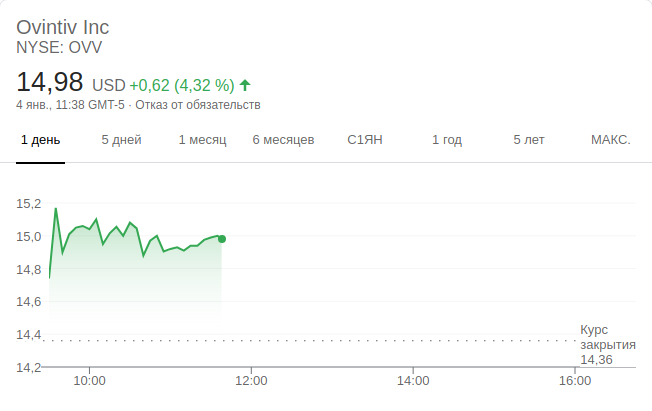 Ovintiv Inc
NYSE: OVV
14,98 USD +0,62 (4,32 %)
4 янв., 11:38 GMT-5 · Отказ от обязательств
1 день 5 дней 1 месяц 6 месяцев С1ЯН 1 год 5 лет МАКС.
15,2
15,0
14,8
14,6
14,4
14,2
Курс
закрытия
14,36
10:00 12:00 14:00 16:00